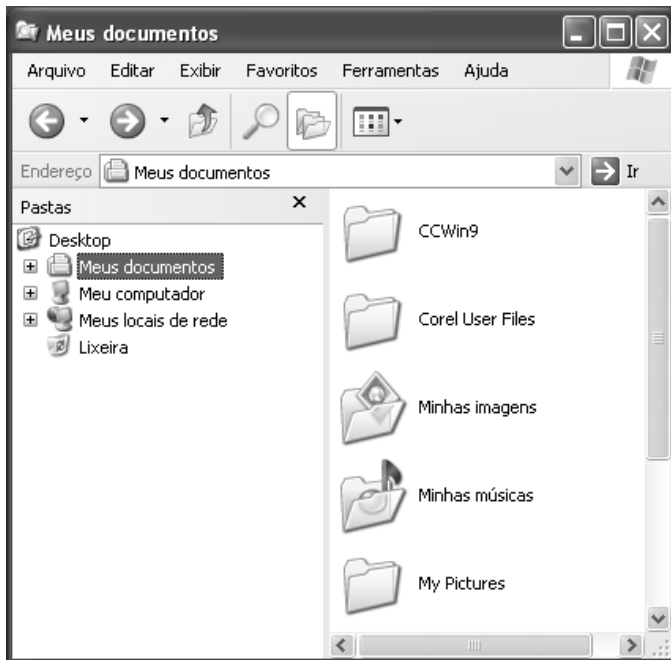 Meus documentos
Arquivo Editar Exibir Favoritos Ferramentas Ajuda
Endereço Meus documentos Ir
Pastas
Desktop
Meus documentos
Meu computador
Meus locais de rede
Lixeira
CCWin9
Corel User Files
Minhas imagens
Minhas músicas
My Pictures